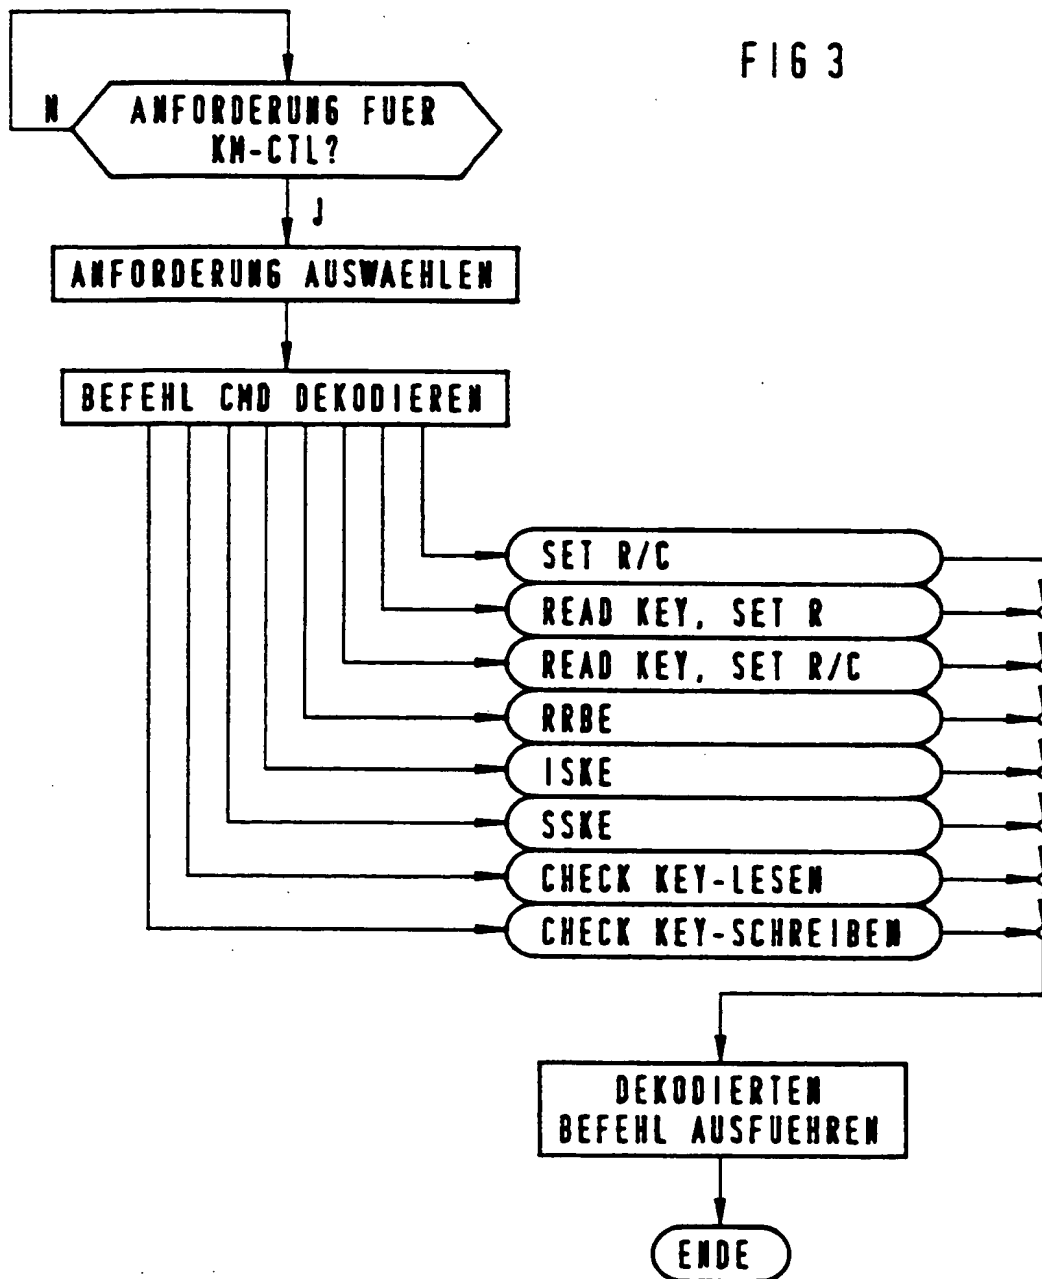 FIG 3
N
ANFORDERUNG FUER
KM-CTL?
J
ANFORDERUNG AUSWAEHLEN
BEFEHL CMD DEKODIEREN
SET R/C
READ KEY, SET R
READ KEY, SET R/C
RRBE
ISKE
SSKE
CHECK KEY-LESEN
CHECK KEY-SCHREIBEN
DEKODIERTEN
BEFEHL AUSFUEHREN
ENDE